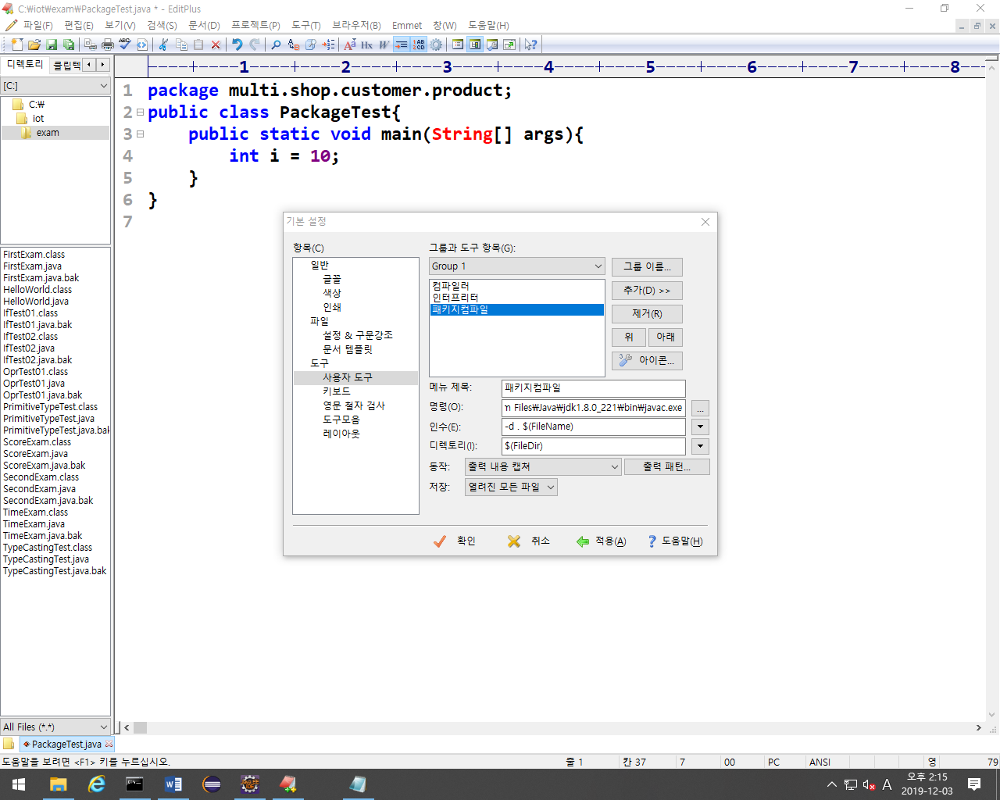 C:₩iot₩exam₩PackageTest.java * - EditPlus
파일(F) 편집(E) 보기(V) 검색(S) 문서(D) 프로젝트(P) 도구(T) 브라우저(B) Emmet 창(W) 도움말(H)
디렉토리 클립텍
[C:]
C:₩
iot
exam
FirstExam.class
FirstExam.java
FirstExam.java.bak
HelloWorld.class
HelloWorld.java
IfTest01.class
IfTest01.java.bak
IfTest02.class
IfTest02.java
IfTest02.java.bak
OprTest01.class
OprTest01.java
OprTest01.java.bak
PrimitiveTypeTest.class
PrimitiveTypeTest.java
PrimitiveTypeTest.java.bak
ScoreExam.class
ScoreExam.java
ScoreExam.java.bak
SecondExam.class
SecondExam.java
SecondExam.java.bak
TimeExam.class
TimeExam.java
TimeExam.java.bak
TypeCastingTest.class
TypeCastingTest.java
TypeCastingTest.java.bak
All Files (*.*)
----+----1----+----2----+----3----+----4----+----5----+----6----+----7----+----8---
1 package multi.shop.customer.product;
2 public class PackageTest{
3 public static void main(String[] args){
4 int i = 10;
5 }
6 }
7
기본 설정
항목(C)
일반
글꼴
색상
인쇄
파일
설정 & 구문강조
문서 템플릿
도구
사용자 도구
키보드
영문 철자 검사
도구모음
레이아웃
그룹과 도구 항목(G):
Group 1
그룹 이름...
컴파일러
인터프리터
패키지컴파일
추가(D) >>
제거(R)
위 아래
아이콘...
메뉴 제목: 패키지컴파일
명령(O): n Files₩Java₩jdk1.8.0_221₩bin₩javac.exe ...
인수(E): -d . $(FileName)
디렉토리(I): $(FileDir)
동작: 출력 내용 캡쳐 출력 패턴...
저장: 열려진 모든 파일
확인 취소 적용(A) 도움말(H)
PackageTest.java
도움말을 보려면 <F1> 키를 누르십시오. 줄 1 칸 37 7 00 PC ANSI 영 79
A 오후 2:15
2019-12-03